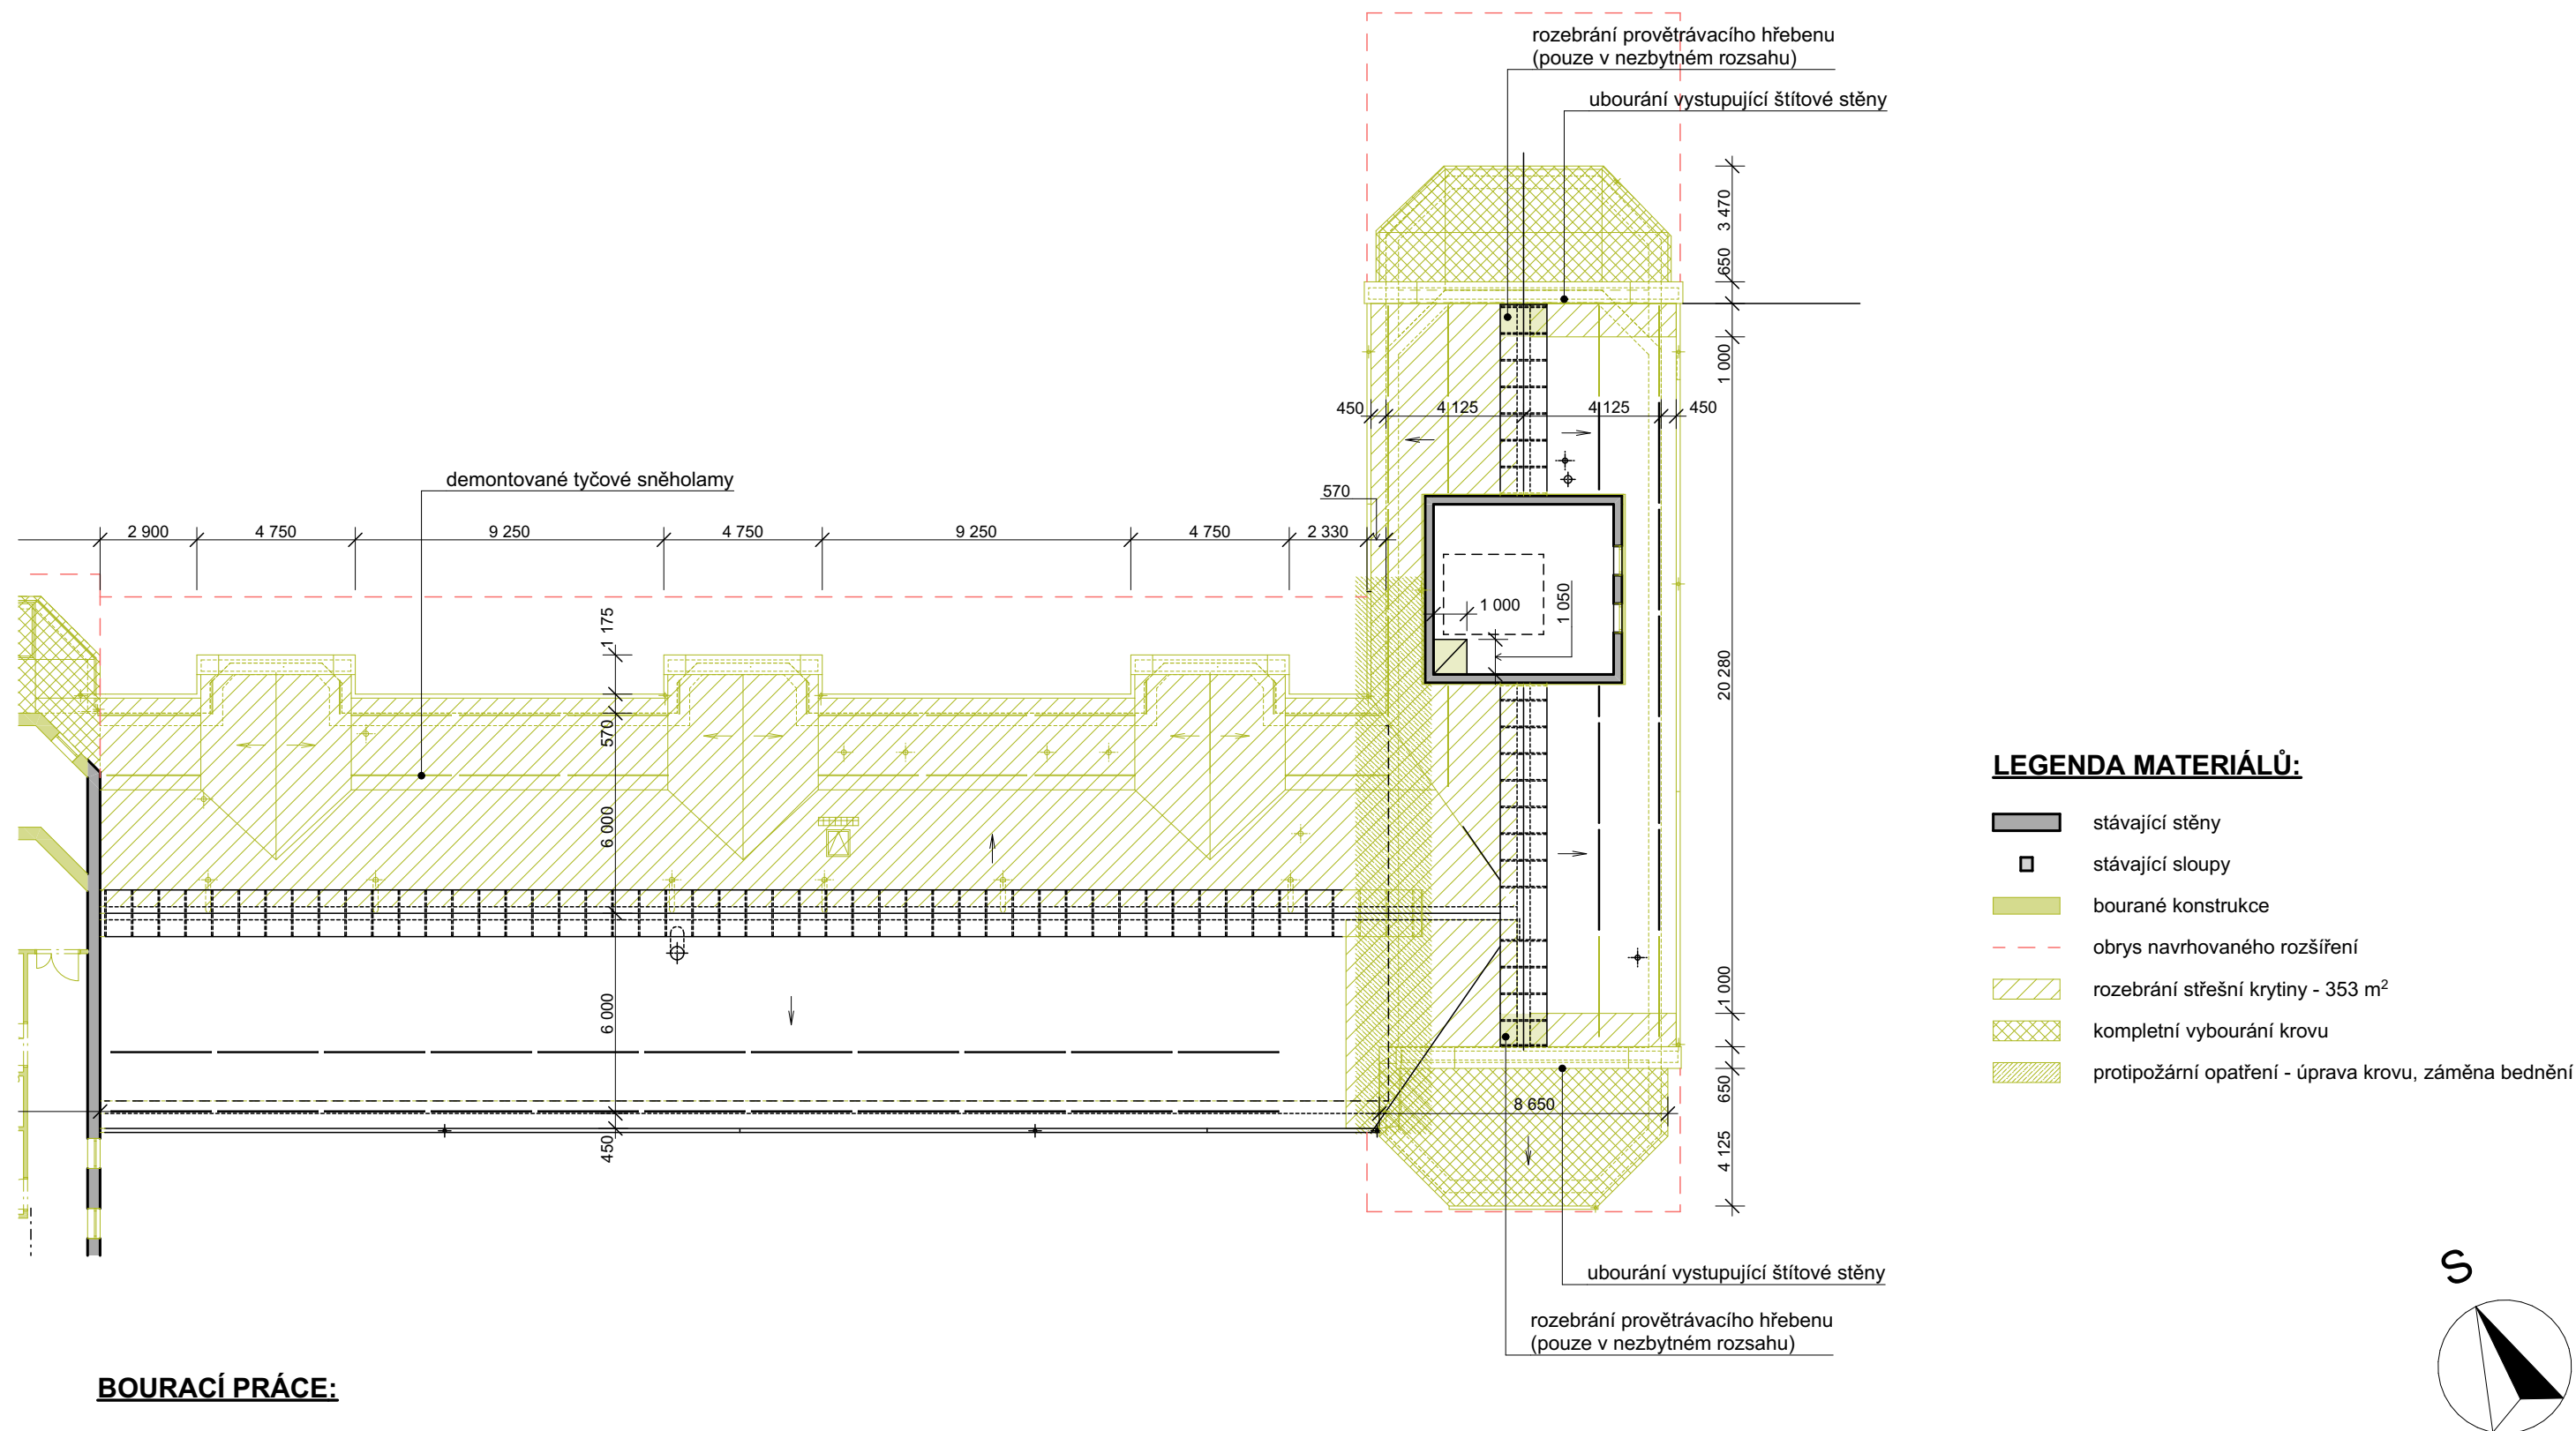 rozebrání provětrávacího hřebenu
(pouze v nezbytném rozsahu)
ubourání vystupující štítové stěny
3 470
650
1 000
450
4 125
4 125
450
demontované tyčové sněholamy
570
2 900
4 750
9 250
4 750
9 250
4 750
2 330
1 175
1 000
1 050
570
20 280
6 000
6 000
450
1 000
650
8 650
4 125
LEGENDA MATERIÁLŮ:
stávající stěny
stávající sloupy
bourané konstrukce
obrys navrhovaného rozšíření
rozebrání střešní krytiny - 353 m²
kompletní vybourání krovu
protipožární opatření - úprava krovu, záměna bednění
ubourání vystupující štítové stěny
rozebrání provětrávacího hřebenu
(pouze v nezbytném rozsahu)
S
BOURACÍ PRÁCE: